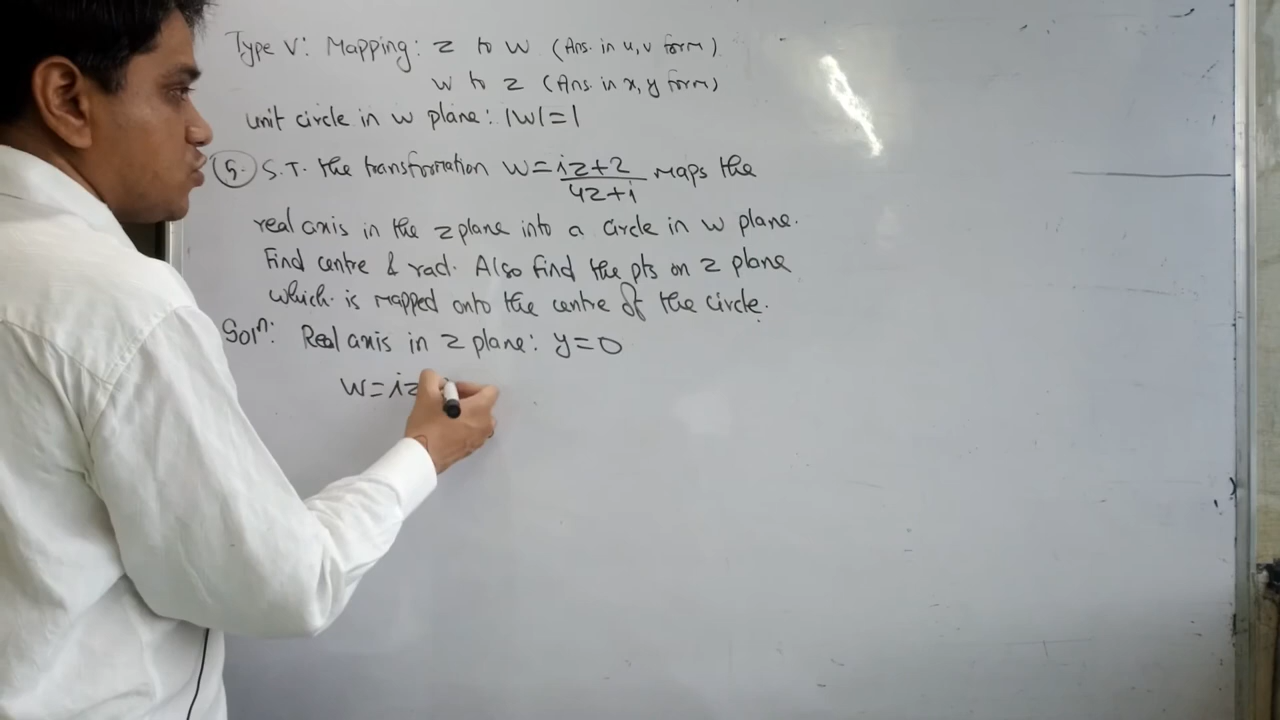 Type V: Mapping: z to w (Ans. in u, v form)
w to z (Ans. in x, y form)
unit circle in w plane: |w|=1
5. S.T. the transformation w = iz+2 / 4z+i maps the
real axis in the z plane into a circle in w plane.
Find centre & rad. Also find the pts on z plane
which is mapped onto the centre of the circle.
Solⁿ: Real axis in z plane: y=0
w=iz